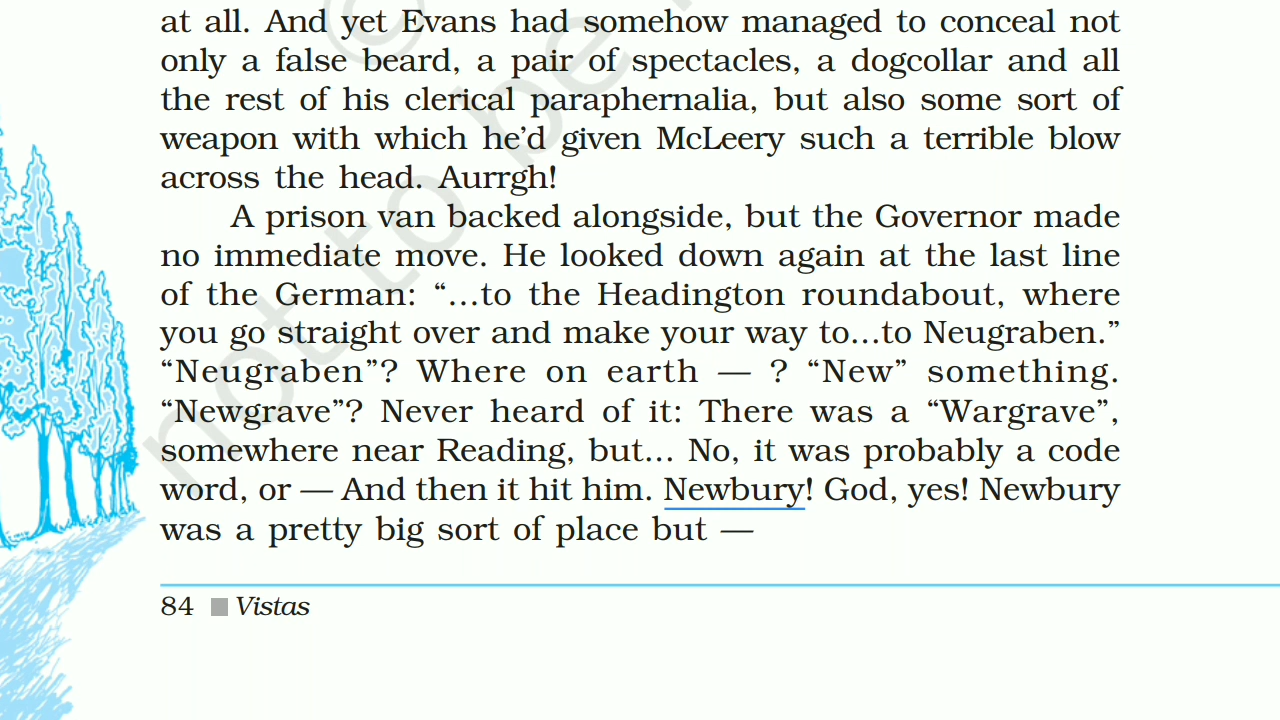 at all. And yet Evans had somehow managed to conceal not
only a false beard, a pair of spectacles, a dogcollar and all
the rest of his clerical paraphernalia, but also some sort of
weapon with which he’d given McLeery such a terrible blow
across the head. Aurrgh!
A prison van backed alongside, but the Governor made
no immediate move. He looked down again at the last line
of the German: “...to the Headington roundabout, where
you go straight over and make your way to...to Neugraben.”
“Neugraben”? Where on earth — ? “New” something.
“Newgrave”? Never heard of it: There was a “Wargrave”,
somewhere near Reading, but... No, it was probably a code
word, or — And then it hit him. Newbury! God, yes! Newbury
was a pretty big sort of place but —
84 ■ Vistas
©
not to be